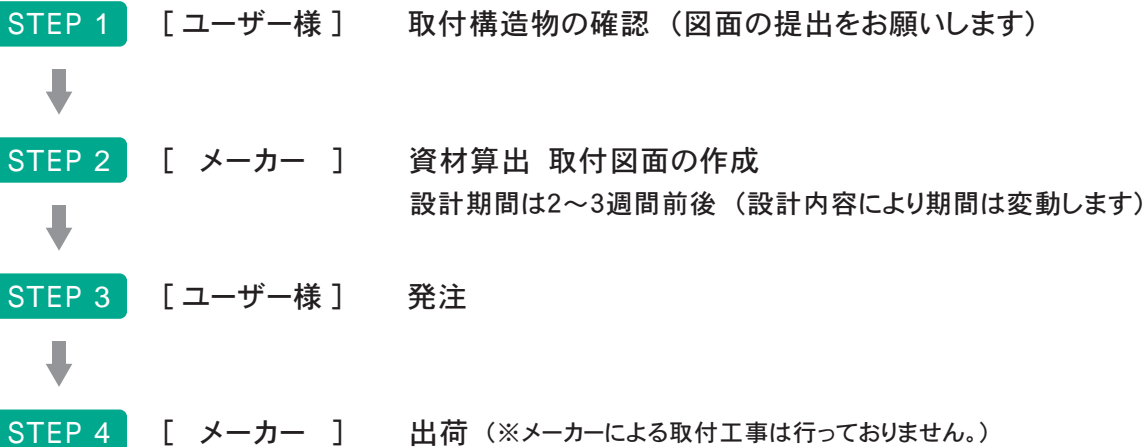 STEP 1 [ユーザー様] 取付構造物の確認 (図面の提出をお願いします)
STEP 2 [ メーカー ] 資材算出 取付図面の作成
設計期間は2～3週間前後 (設計内容により期間は変動します)
STEP 3 [ユーザー様] 発注
STEP 4 [ メーカー ] 出荷 (※メーカーによる取付工事は行っておりません。)